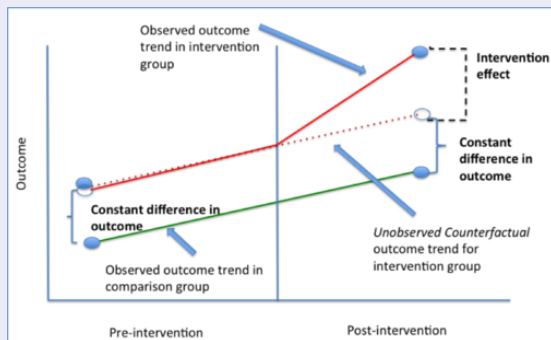 Observed outcome
trend in intervention
group
Intervention
effect
Outcome
Constant difference in
outcome
Constant
difference in
outcome
Unobserved Counterfactual
outcome trend for
intervention group
Observed outcome trend in
comparison group
Pre-intervention
Post-intervention